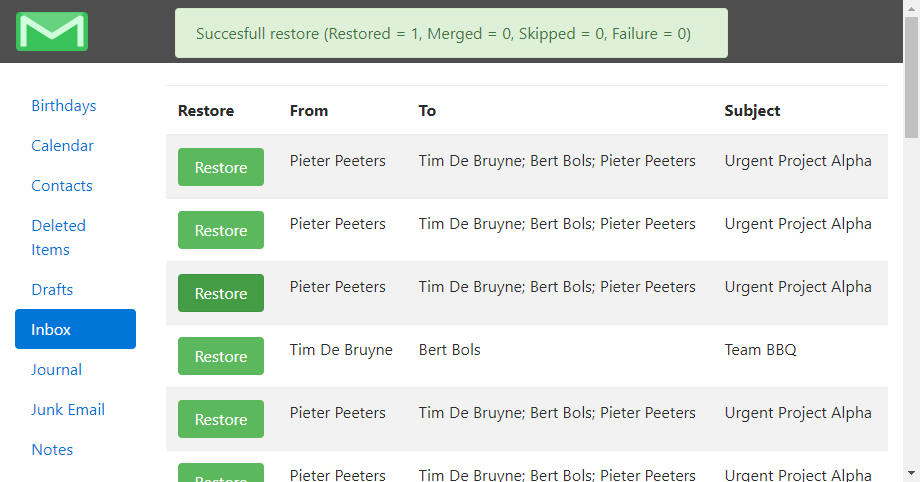 Succesfull restore (Restored = 1, Merged = 0, Skipped = 0, Failure = 0)
Birthdays
Calendar
Contacts
Deleted
Items
Drafts
Inbox
Journal
Junk Email
Notes
Restore From To Subject
Restore Pieter Peeters Tim De Bruyne; Bert Bols; Pieter Peeters Urgent Project Alpha
Restore Pieter Peeters Tim De Bruyne; Bert Bols; Pieter Peeters Urgent Project Alpha
Restore Pieter Peeters Tim De Bruyne; Bert Bols; Pieter Peeters Urgent Project Alpha
Restore Tim De Bruyne Bert Bols Team BBQ
Restore Pieter Peeters Tim De Bruyne; Bert Bols; Pieter Peeters Urgent Project Alpha
Restore Pieter Peeters Tim De Bruyne; Bert Bols; Pieter Peeters Urgent Project Alpha